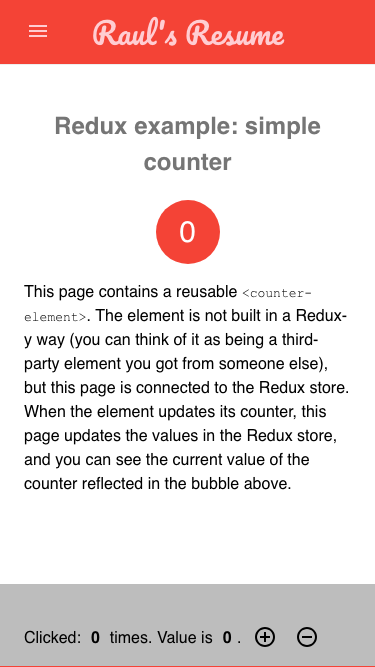 Raul's Resume
Redux example: simple
counter
0
This page contains a reusable <counter-
element>. The element is not built in a Redux-
y way (you can think of it as being a third-
party element you got from someone else),
but this page is connected to the Redux store.
When the element updates its counter, this
page updates the values in the Redux store,
and you can see the current value of the
counter reflected in the bubble above.
Clicked: 0 times. Value is 0 .